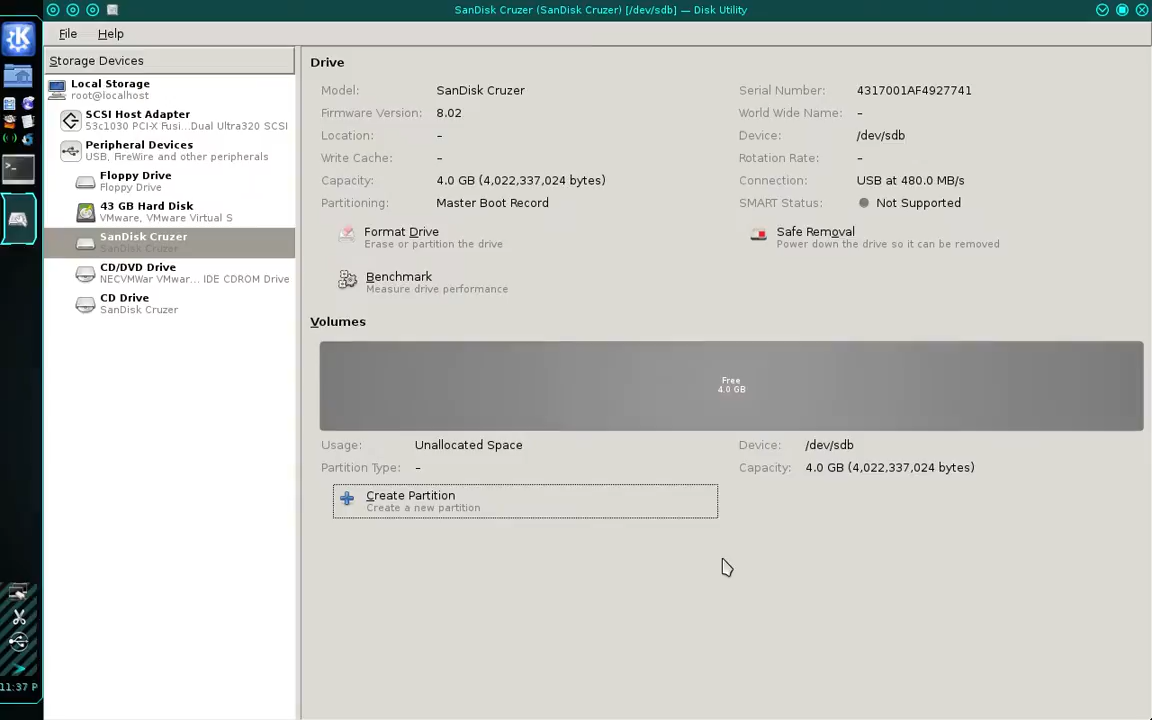 SanDisk Cruzer (SanDisk Cruzer) [/dev/sdb] — Disk Utility
File Help
Storage Devices
Local Storage
root@localhost
SCSI Host Adapter
53c1030 PCI-X Fusi...Dual Ultra320 SCSI
Peripheral Devices
USB, FireWire and other peripherals
Floppy Drive
Floppy Drive
43 GB Hard Disk
VMware, VMware Virtual S
SanDisk Cruzer
SanDisk Cruzer
CD/DVD Drive
NECVMWar VMwar... IDE CDROM Drive
CD Drive
SanDisk Cruzer
Drive
Model: SanDisk Cruzer Serial Number: 4317001AF4927741
Firmware Version: 8.02 World Wide Name: –
Location: – Device: /dev/sdb
Write Cache: – Rotation Rate: –
Capacity: 4.0 GB (4,022,337,024 bytes) Connection: USB at 480.0 MB/s
Partitioning: Master Boot Record SMART Status: Not Supported
Format Drive Safe Removal
Erase or partition the drive Power down the drive so it can be removed
Benchmark
Measure drive performance
Volumes
Free
4.0 GB
Usage: Unallocated Space Device: /dev/sdb
Partition Type: – Capacity: 4.0 GB (4,022,337,024 bytes)
Create Partition
Create a new partition
11:37 P